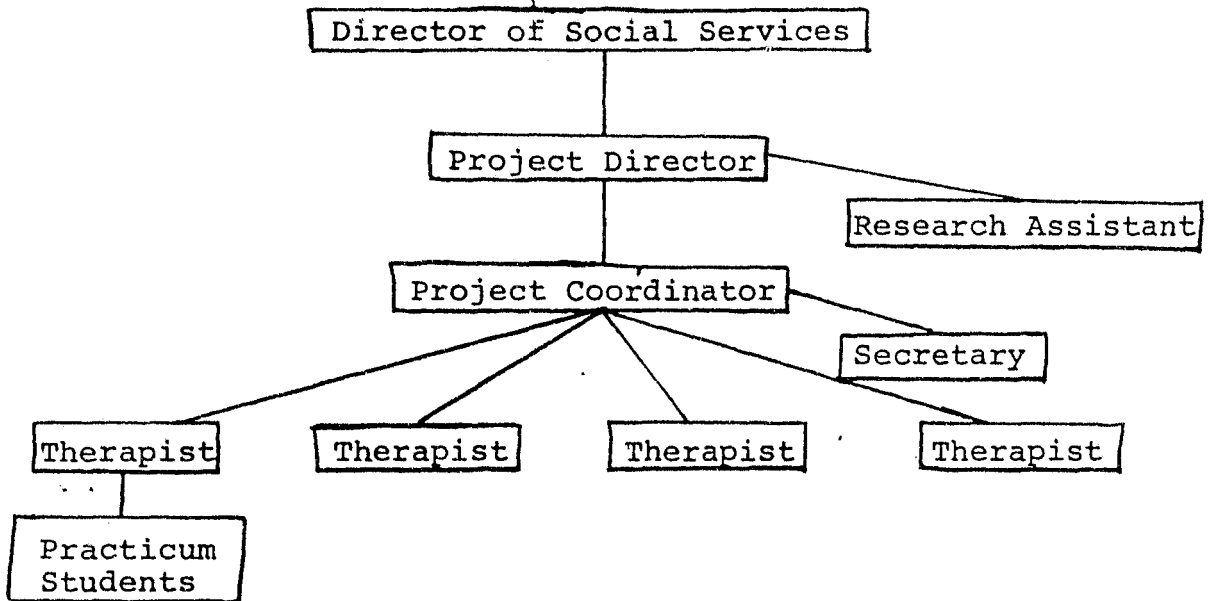 Director of Social Services
Project Director
Research Assistant
Project Coordinator
Secretary
Therapist
Therapist
Therapist
Therapist
Practicum
Students